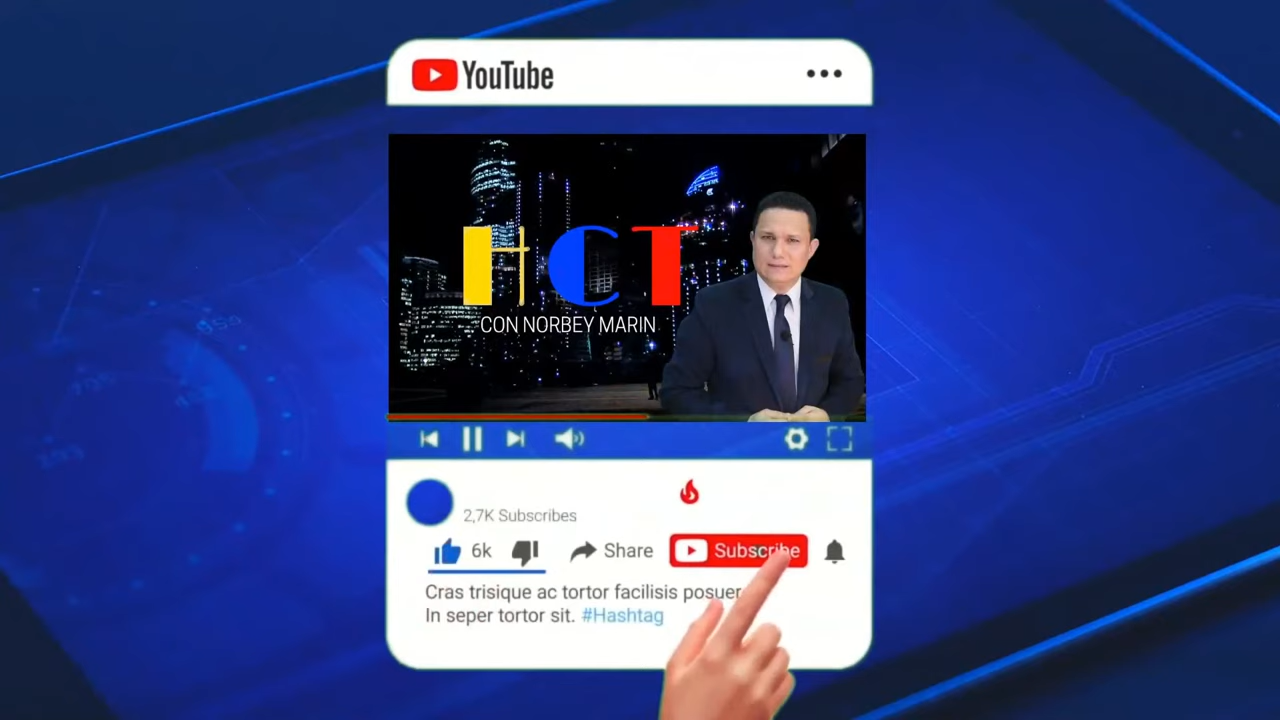 YouTube
HCT
CON NORBEY MARIN
2,7K Subscribes
6k
Share
Subscribe
Cras trisique ac tortor facilisis posuer
In seper tortor sit. #Hashtag